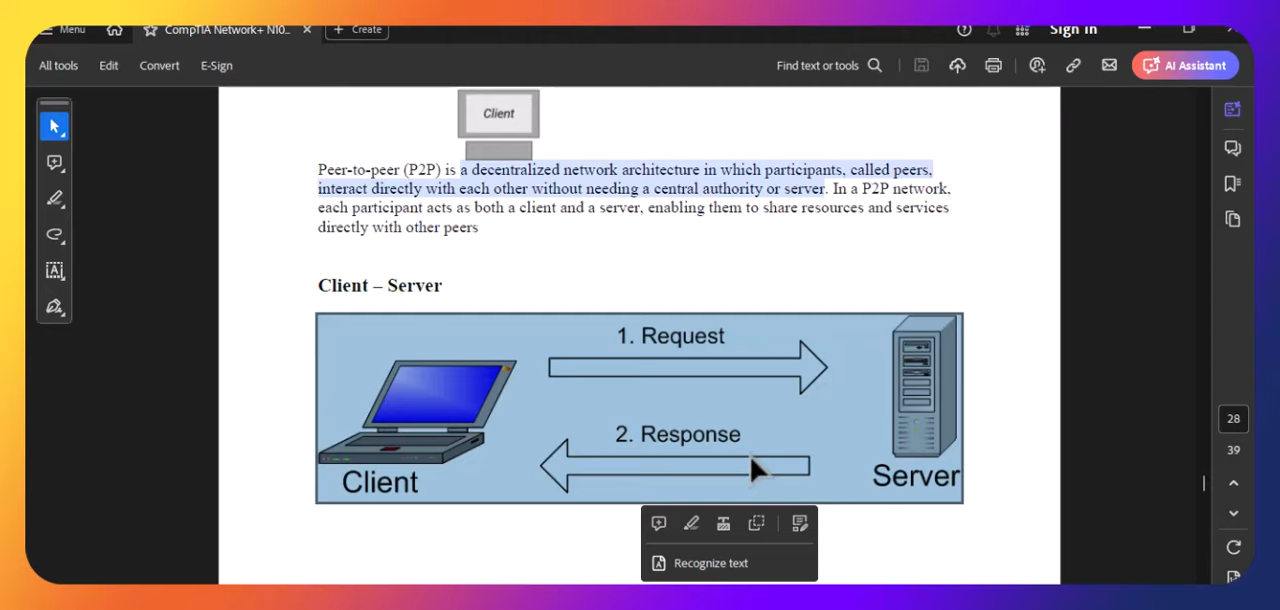 Menu
CompTIA Network+ N10...
Create
Sign in
All tools
Edit
Convert
E-Sign
Find text or tools
AI Assistant
Client
Peer-to-peer (P2P) is a decentralized network architecture in which participants, called peers,
interact directly with each other without needing a central authority or server. In a P2P network,
each participant acts as both a client and a server, enabling them to share resources and services
directly with other peers
Client – Server
1. Request
2. Response
Client
Server
Recognize text
28
39